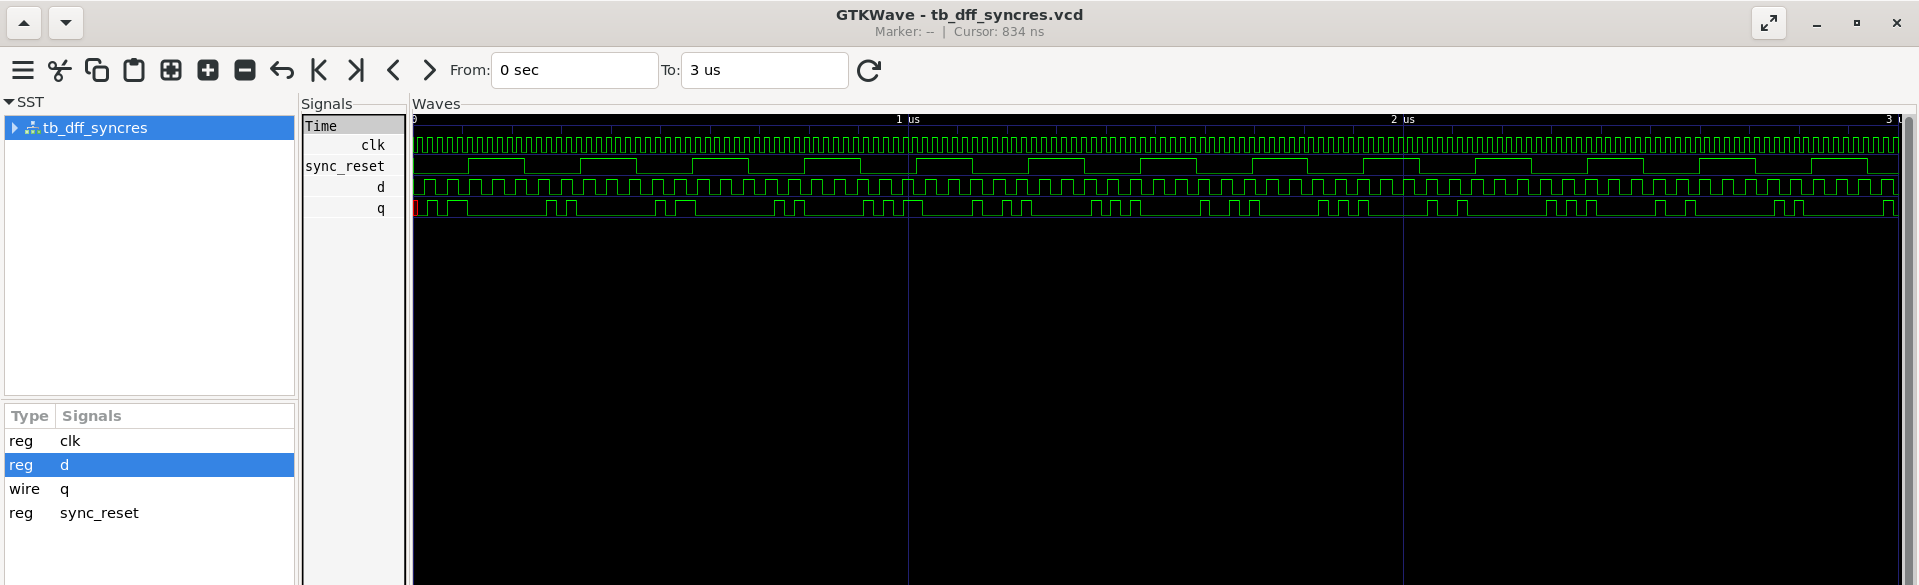 GTKWave - tb_dff_syncres.vcd
Marker: -- | Cursor: 834 ns
From: 0 sec To: 3 us
SST
tb_dff_syncres
Type Signals
reg clk
reg d
wire q
reg sync_reset
Signals
Time
clk
sync_reset
d
q
Waves
0 1 us 2 us 3 u